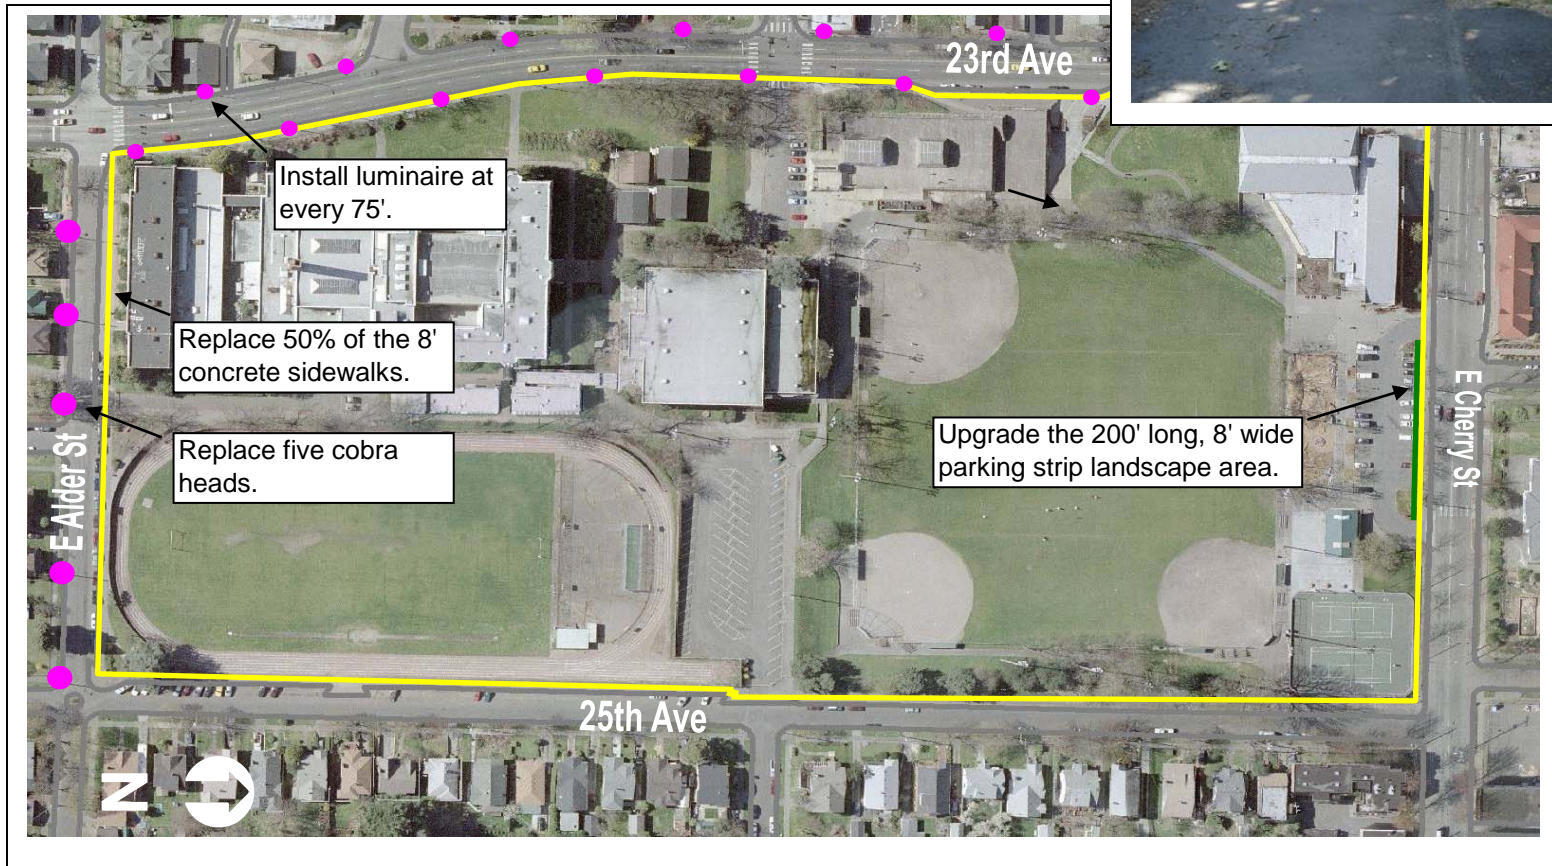 23rd Ave
Install luminaire at
every 75'.
Replace 50% of the 8'
concrete sidewalks.
Replace five cobra
heads.
E Alder St
Upgrade the 200' long, 8' wide
parking strip landscape area.
E Cherry St
25th Ave
N